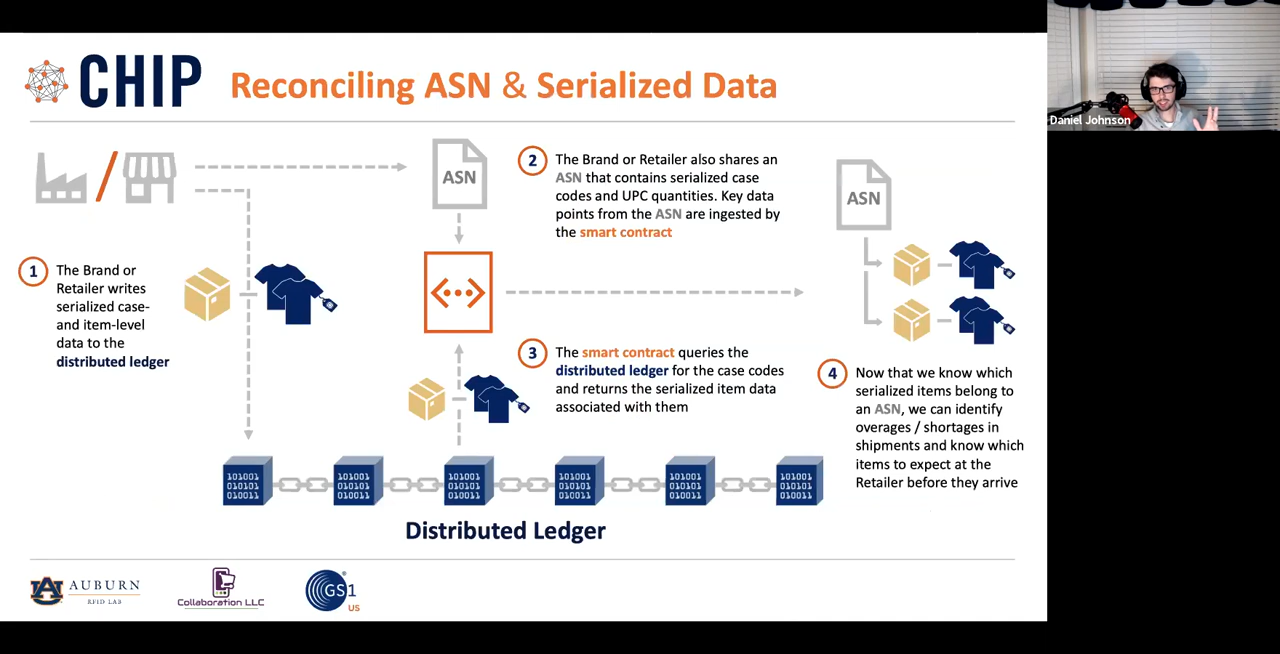 CHIP Reconciling ASN & Serialized Data
Daniel Johnson
ASN
2
The Brand or Retailer also shares an
ASN that contains serialized case
codes and UPC quantities. Key data
points from the ASN are ingested by
the smart contract
ASN
1
The Brand or
Retailer writes
serialized case-
and item-level
data to the
distributed ledger
<···>
3
The smart contract queries the
distributed ledger for the case codes
and returns the serialized item data
associated with them
4
Now that we know which
serialized items belong to
an ASN, we can identify
overages / shortages in
shipments and know which
items to expect at the
Retailer before they arrive
101001
010101
010011
101001
010101
010011
101001
010101
010011
101001
010101
010011
101001
010101
010011
101001
010101
010011
Distributed Ledger
AU
AUBURN
RFID LAB
Collaboration LLC
GS1
US